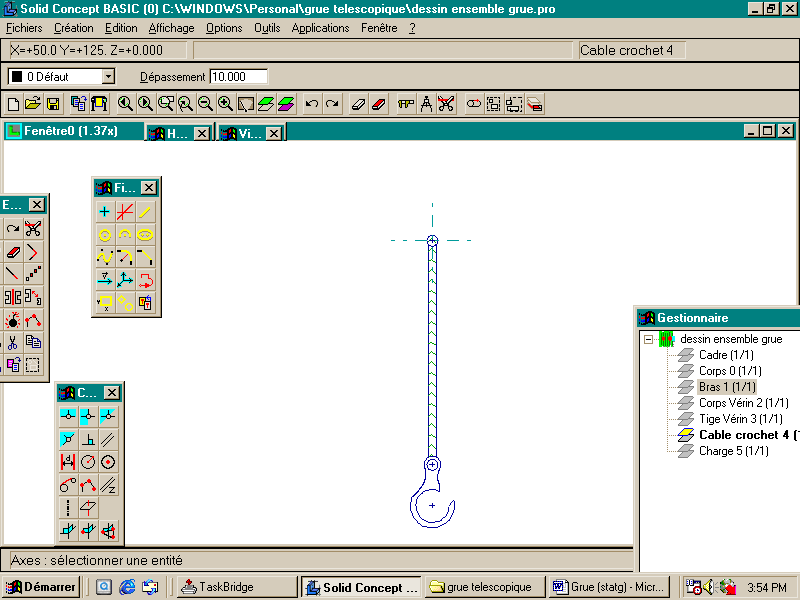 Solid Concept BASIC (0) C:\WINDOWS\Personal\grue telescopique\dessin ensemble grue.pro
Fichiers Création Edition Affichage Options Outils Applications Fenêtre ?
X=+50.0 Y=+125. Z=+0.000 Cable crochet 4
0 Défaut Dépassement 10.000
Fenêtre0 (1.37x) H... Vi...
Fi...
E...
Gestionnaire
dessin ensemble grue
Cadre (1/1)
Corps 0 (1/1)
Bras 1 (1/1)
Corps Vérin 2 (1/1)
Tige Vérin 3 (1/1)
Cable crochet 4 (1
Charge 5 (1/1)
C...
Axes : sélectionner une entité
Démarrer TaskBridge Solid Concept ... grue telescopique Grue (statg) - Micr... 3:54 PM